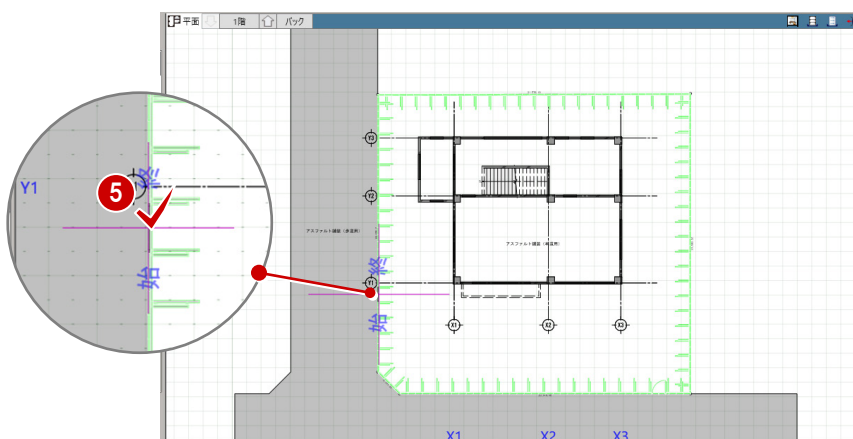 平面 1階 バック
Y3
Y2
Y1
終
5
アスファルト舗装（車道用）
アスファルト舗装（車道用）
終
Y1
始
始
X1 X2 X3
X1 X2 X3